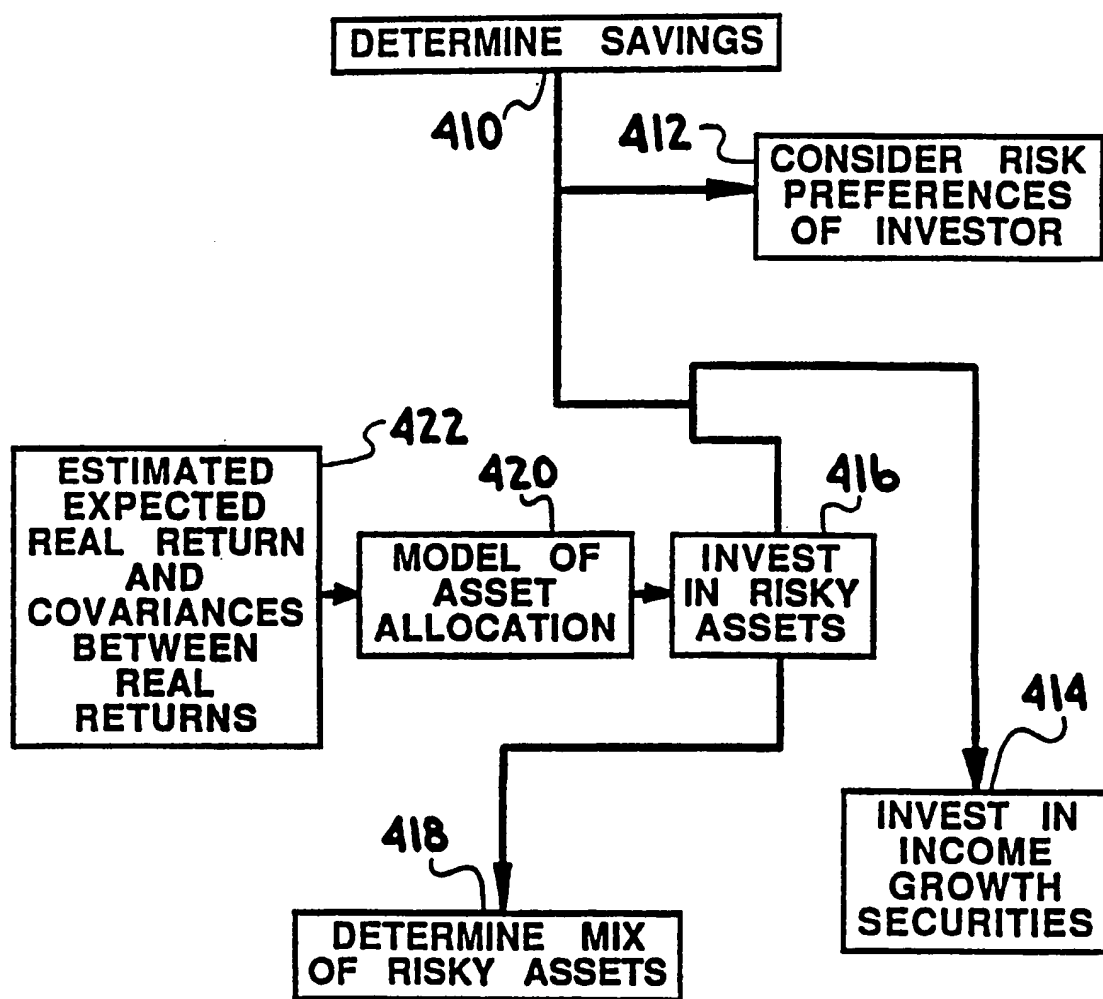 DETERMINE SAVINGS
410
412
CONSIDER RISK
PREFERENCES
OF INVESTOR
422
ESTIMATED
EXPECTED
REAL RETURN
AND
COVARIANCES
BETWEEN
REAL
RETURNS
420
MODEL OF
ASSET
ALLOCATION
416
INVEST
IN RISKY
ASSETS
414
INVEST IN
INCOME
GROWTH
SECURITIES
418
DETERMINE MIX
OF RISKY ASSETS